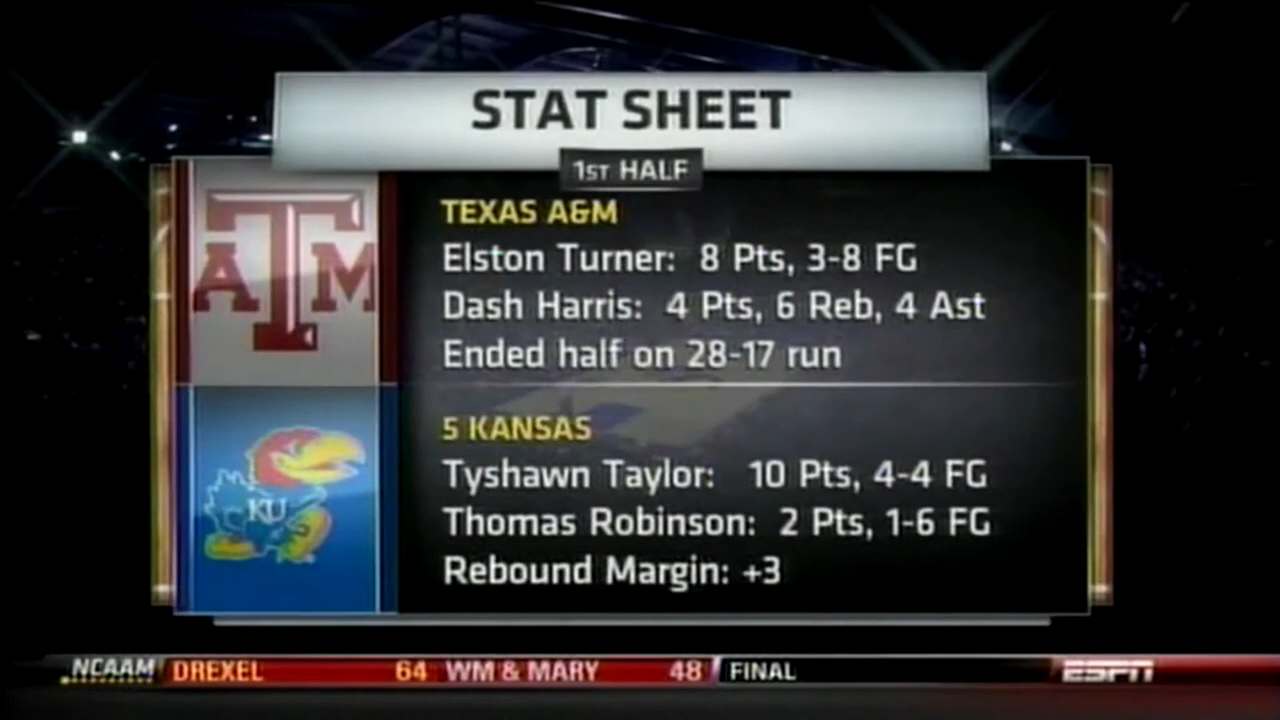 STAT SHEET
1ST HALF
ATM
TEXAS A&M
Elston Turner: 8 Pts, 3-8 FG
Dash Harris: 4 Pts, 6 Reb, 4 Ast
Ended half on 28-17 run
KU
5 KANSAS
Tyshawn Taylor: 10 Pts, 4-4 FG
Thomas Robinson: 2 Pts, 1-6 FG
Rebound Margin: +3
NCAAM DREXEL 64 WM & MARY 48 FINAL ESPN